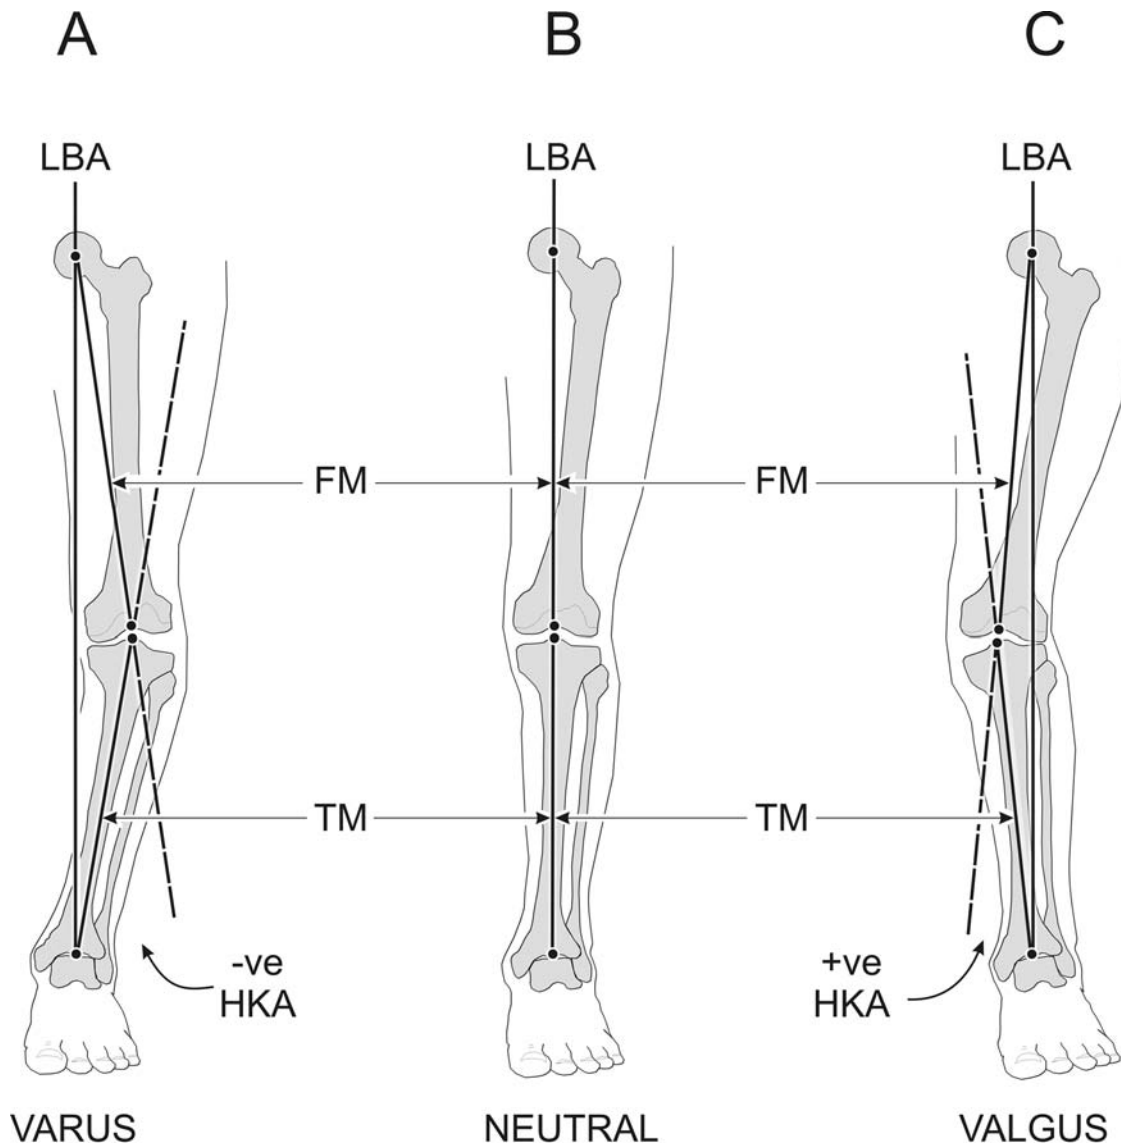 A B C
LBA LBA LBA
FM FM
TM TM
-ve +ve
HKA HKA
VARUS NEUTRAL VALGUS